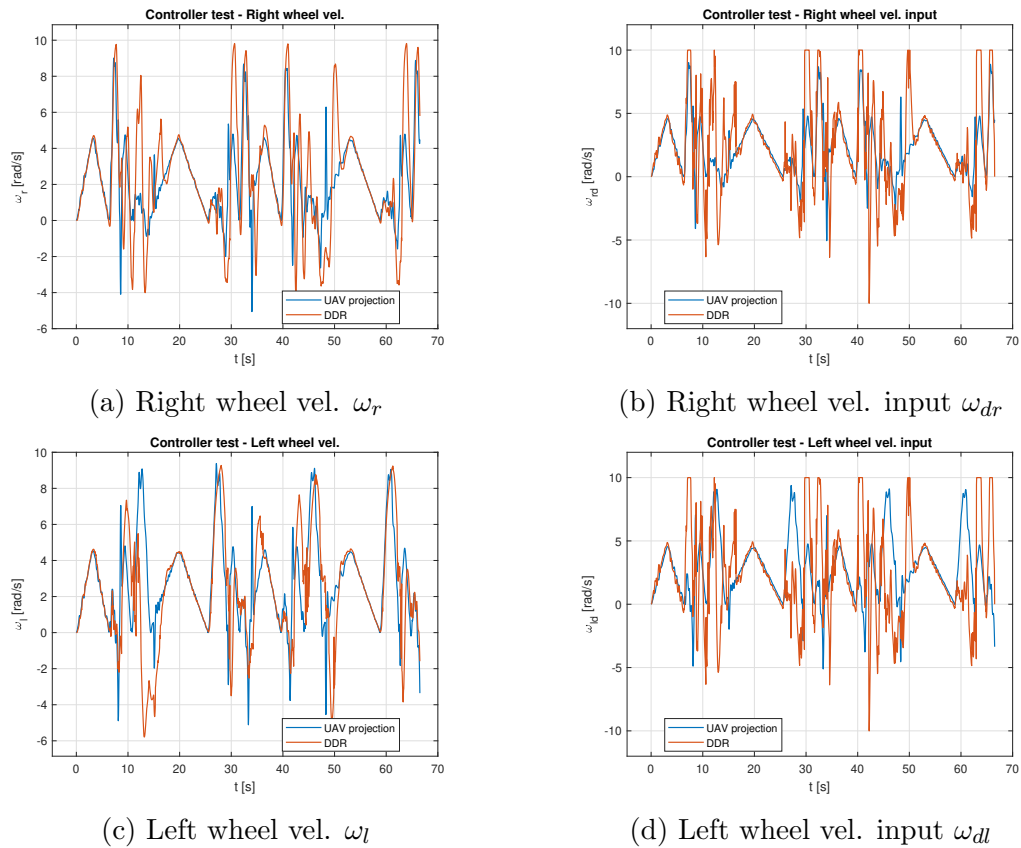 Controller test - Right wheel vel.
10
8
6
4
2
0
-2
-4
-6
ω_r [rad/s]
0 10 20 30 40 50 60 70
t [s]
UAV projection
DDR
(a) Right wheel vel. ω_r
Controller test - Right wheel vel. input
10
5
0
-5
-10
ω_rd [rad/s]
0 10 20 30 40 50 60 70
t [s]
UAV projection
DDR
(b) Right wheel vel. input ω_dr
Controller test - Left wheel vel.
10
8
6
4
2
0
-2
-4
-6
ω_l [rad/s]
0 10 20 30 40 50 60 70
t [s]
UAV projection
DDR
(c) Left wheel vel. ω_l
Controller test - Left wheel vel. input
10
5
0
-5
-10
ω_ld [rad/s]
0 10 20 30 40 50 60 70
t [s]
UAV projection
DDR
(d) Left wheel vel. input ω_dl